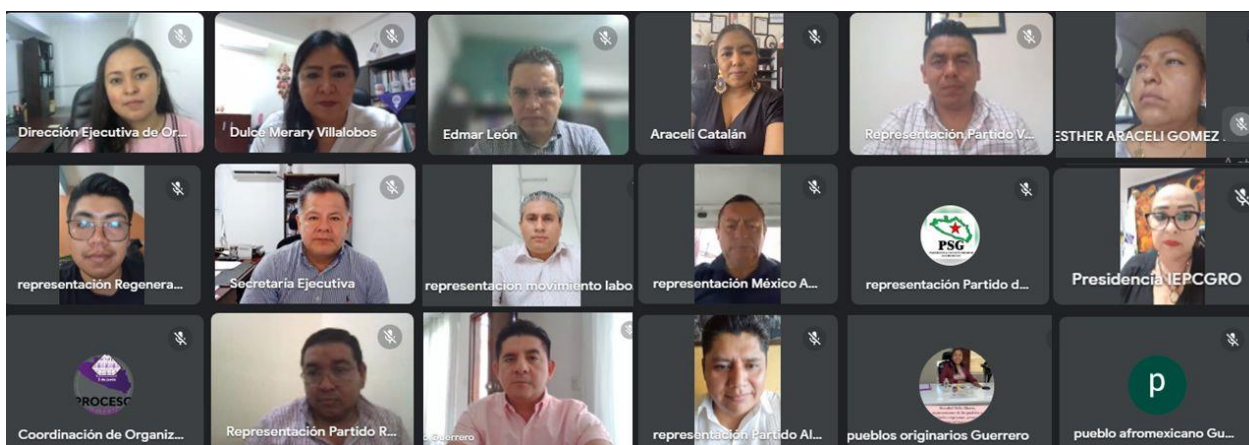 Dirección Ejecutiva de Or...
Dulce Merary Villalobos
Edmar León
Araceli Catalán
Representación Partido V...
ESTHER ARACELI GOMEZ
representación Regenera...
Secretaría Ejecutiva
representación movimiento labo
representación México A...
PSG
representación Partido d...
Presidencia IEPCGRO
PROCESO
Coordinación de Organiz...
Representación Partido R...
Guerrero
representación Partido Al...
pueblos originarios Guerrero
p
pueblo afromexicano Gu...